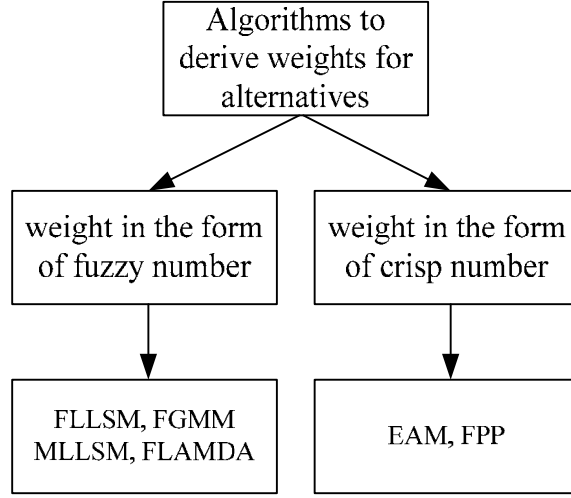 Algorithms to
derive weights for
alternatives
weight in the form
of fuzzy number
weight in the form
of crisp number
FLLSM, FGMM
MLLSM, FLAMDA
EAM, FPP